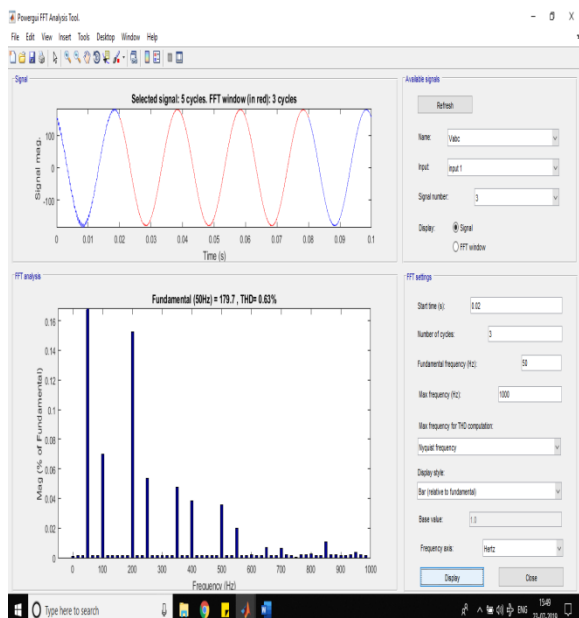 Powergui FFT Analysis Tool.
File Edit View Insert Tools Desktop Window Help
Signal
Selected signal: 5 cycles. FFT window (in red): 3 cycles
Signal mag.
100
0
-100
0 0.01 0.02 0.03 0.04 0.05 0.06 0.07 0.08 0.09 0.1
Time (s)
Available signals
Refresh
Name: Vabc
Input: input 1
Signal number: 3
Display: Signal
FFT window
FFT analysis
Fundamental (50Hz) = 179.7 , THD= 0.63%
Mag (% of Fundamental)
0.16
0.14
0.12
0.1
0.08
0.06
0.04
0.02
0
0 100 200 300 400 500 600 700 800 900 1000
Frequency (Hz)
FFT settings
Start time (s): 0.02
Number of cycles: 3
Fundamental frequency (Hz): 50
Max frequency (Hz): 1000
Max frequency for THD computation:
Nyquist frequency
Display style:
Bar (relative to fundamental)
Base value: 1.0
Frequency axis: Hertz
Display Close
Type here to search
ENG
15:49